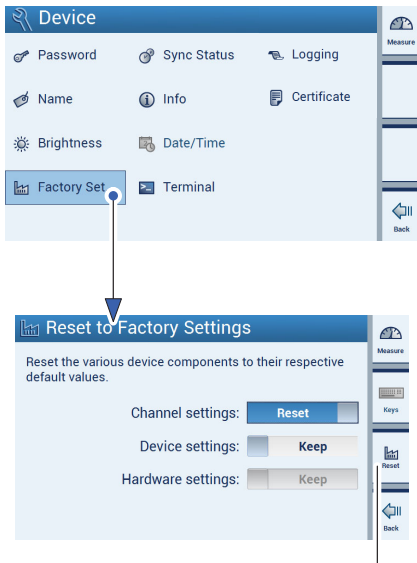 Device
Measure
Password
Sync Status
Logging
Name
Info
Certificate
Brightness
Date/Time
Factory Set
Terminal
Back
Reset to Factory Settings
Measure
Reset the various device components to their respective
default values.
Keys
Channel settings: Reset
Device settings: Keep
Reset
Hardware settings: Keep
Back